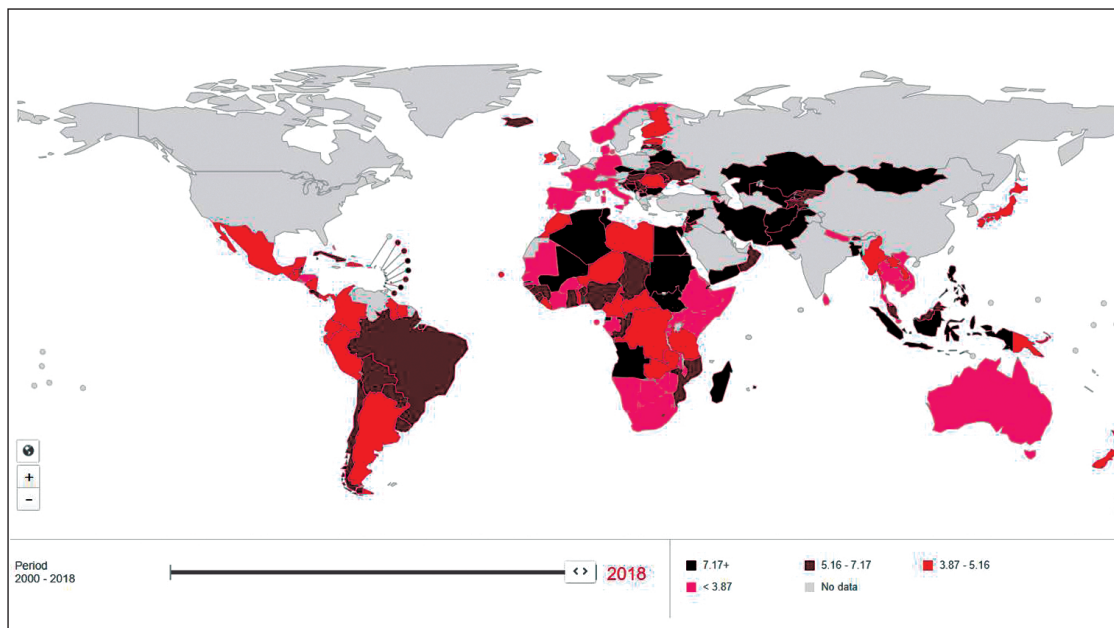 +
−
Period
2000 - 2018
2018
7.17+
5.16 - 7.17
3.87 - 5.16
< 3.87
No data